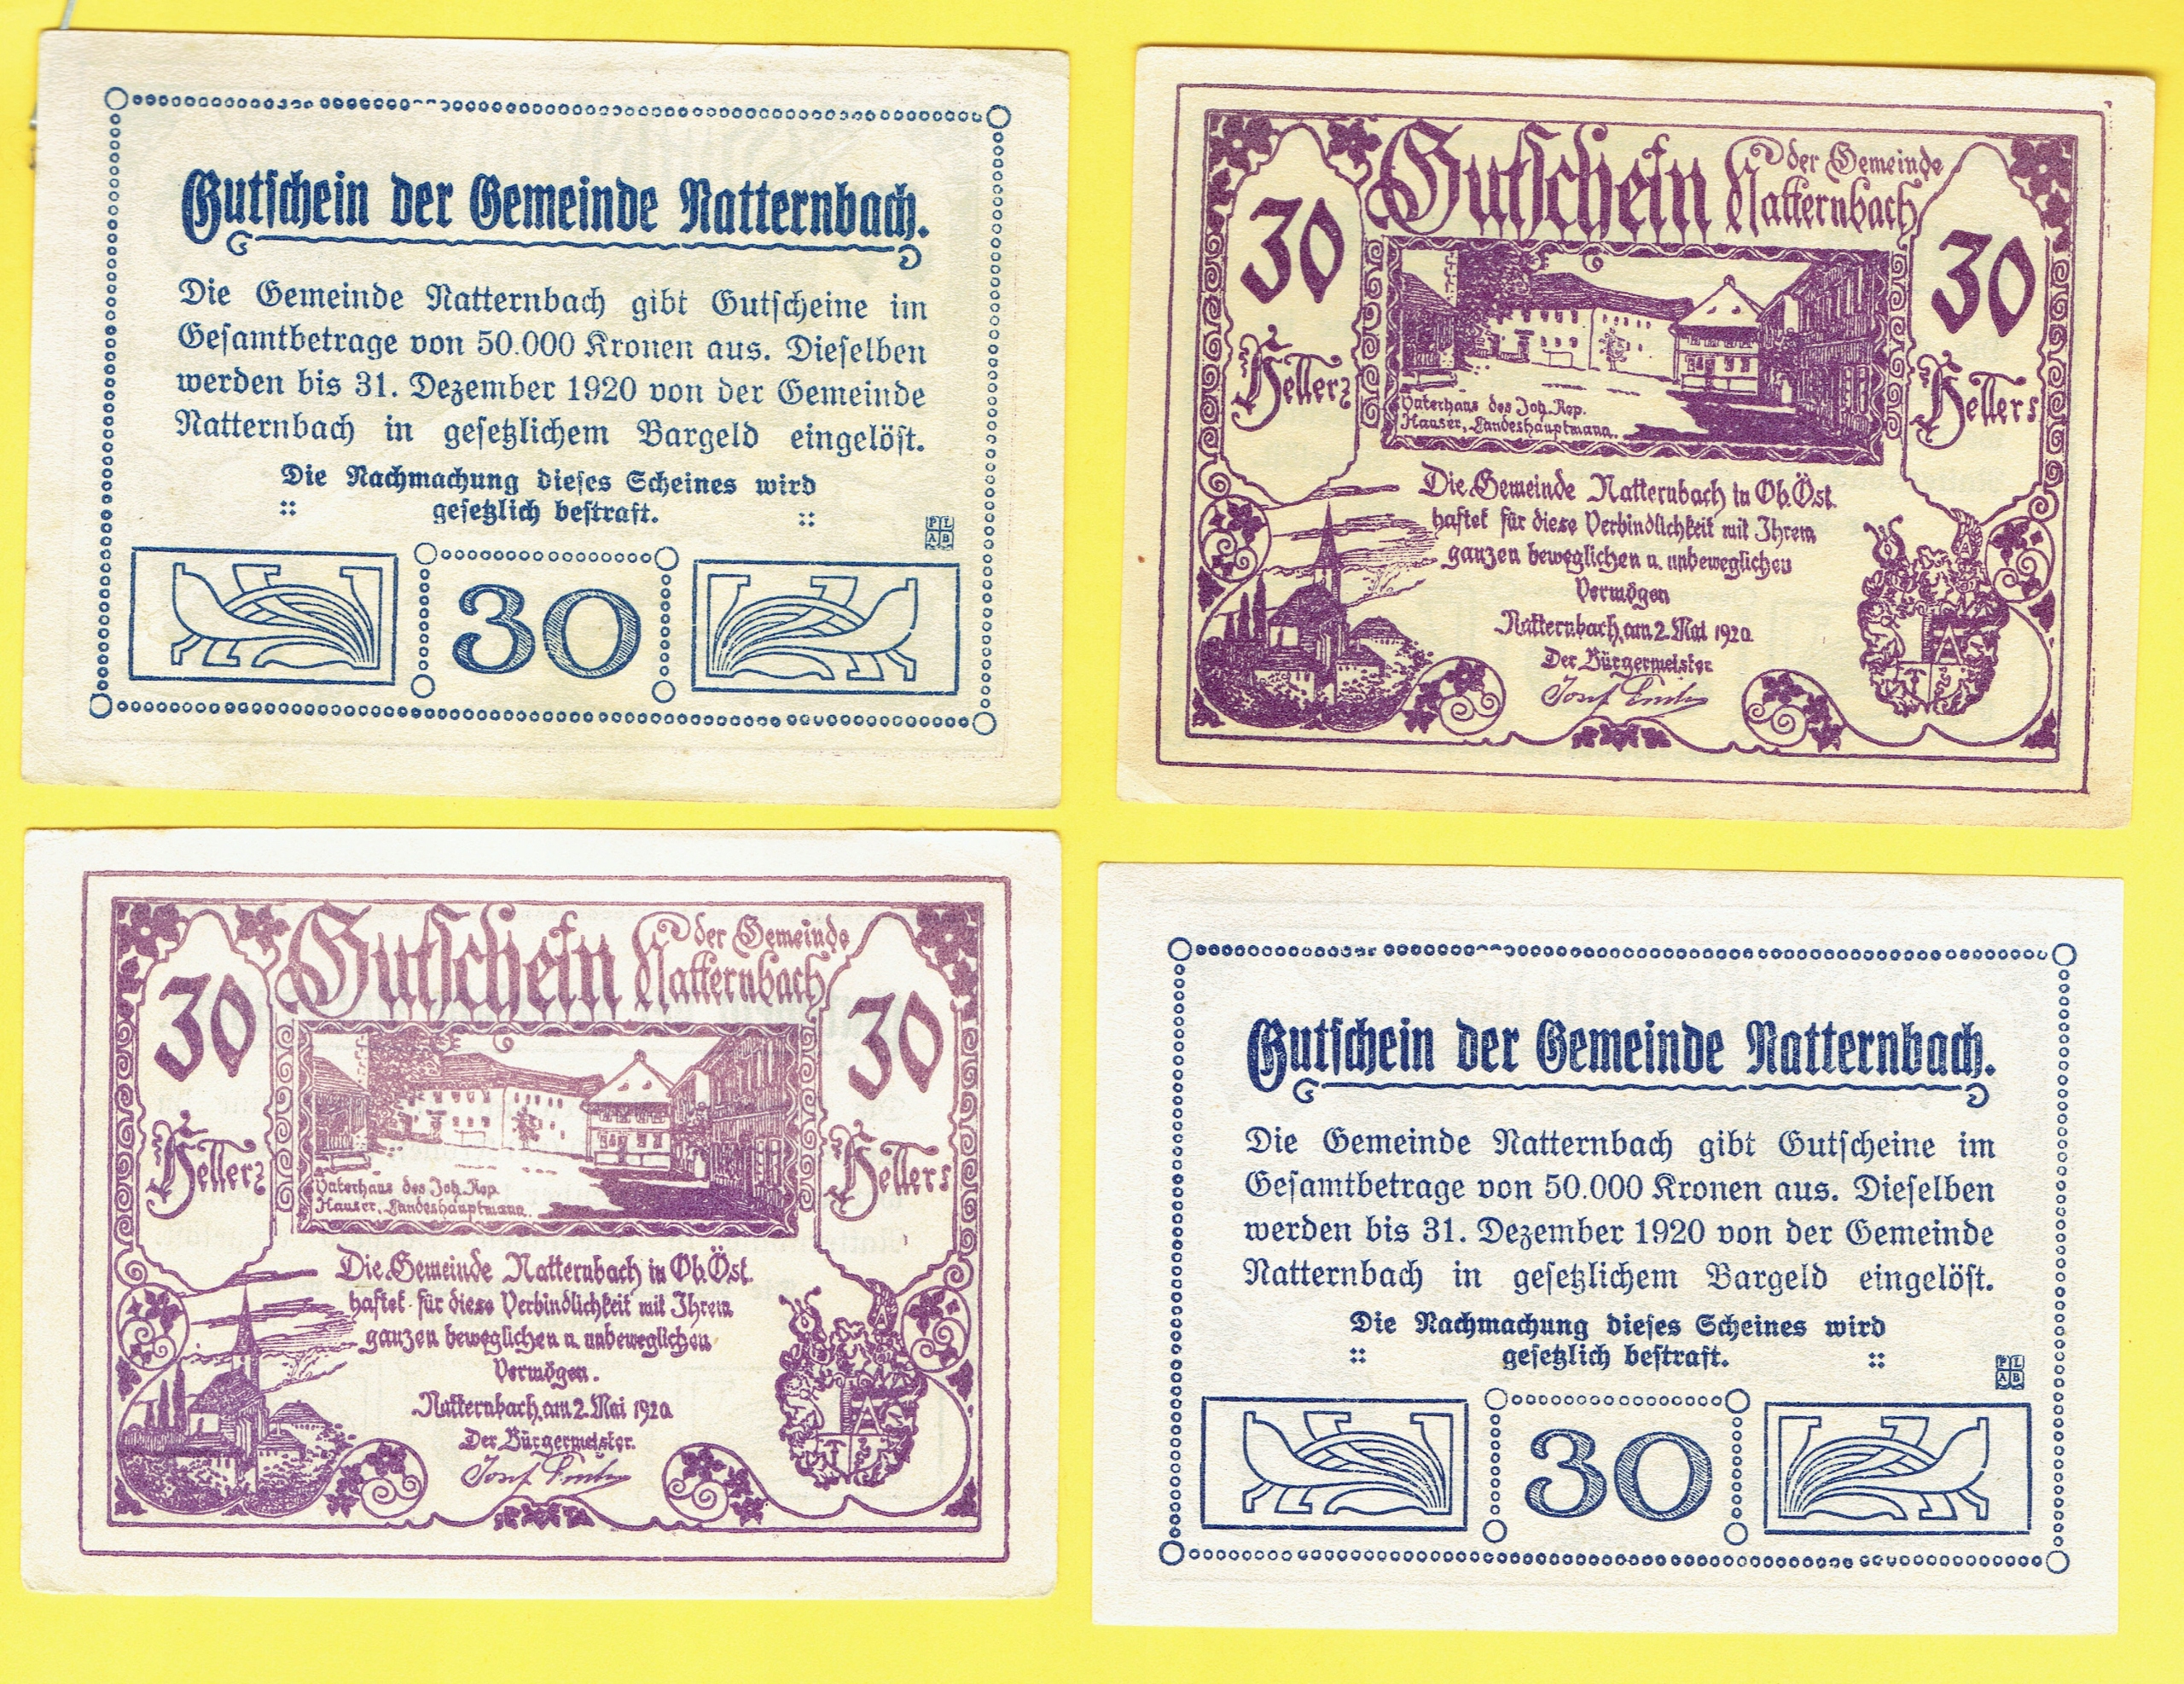 Gutschein der Gemeinde Natternbach.
Die Gemeinde Natternbach gibt Gutscheine im
Gesamtbetrage von 50.000 Kronen aus. Dieselben
werden bis 31. Dezember 1920 von der Gemeinde
Natternbach in gesetzlichem Bargeld eingelöst.
Die Nachmachung dieses Scheines wird
:: gesetzlich bestraft. ::
PL
AB
30
Gutschein der Gemeinde
Natternbach
30
Heller
30
Heller
Vaterhaus des Joh. Nep.
Hauser, Landeshauptmann.
Die Gemeinde Natternbach in Ob. Öst.
haftet für diese Verbindlichkeit mit Ihrem
ganzen beweglichen u. unbeweglichen
Vermögen
Natternbach, am 2. Mai 1920
Der Bürgermeister
Josef
Gutschein der Gemeinde
Natternbach
30
Heller
30
Heller
Vaterhaus des Joh. Nep.
Hauser, Landeshauptmann.
Die Gemeinde Natternbach in Ob. Öst.
haftet für diese Verbindlichkeit mit Ihrem
ganzen beweglichen u. unbeweglichen
Vermögen.
Natternbach, am 2. Mai 1920
Der Bürgermeister.
Josef
Gutschein der Gemeinde Natternbach.
Die Gemeinde Natternbach gibt Gutscheine im
Gesamtbetrage von 50.000 Kronen aus. Dieselben
werden bis 31. Dezember 1920 von der Gemeinde
Natternbach in gesetzlichem Bargeld eingelöst.
Die Nachmachung dieses Scheines wird
:: gesetzlich bestraft. ::
PL
AB
30